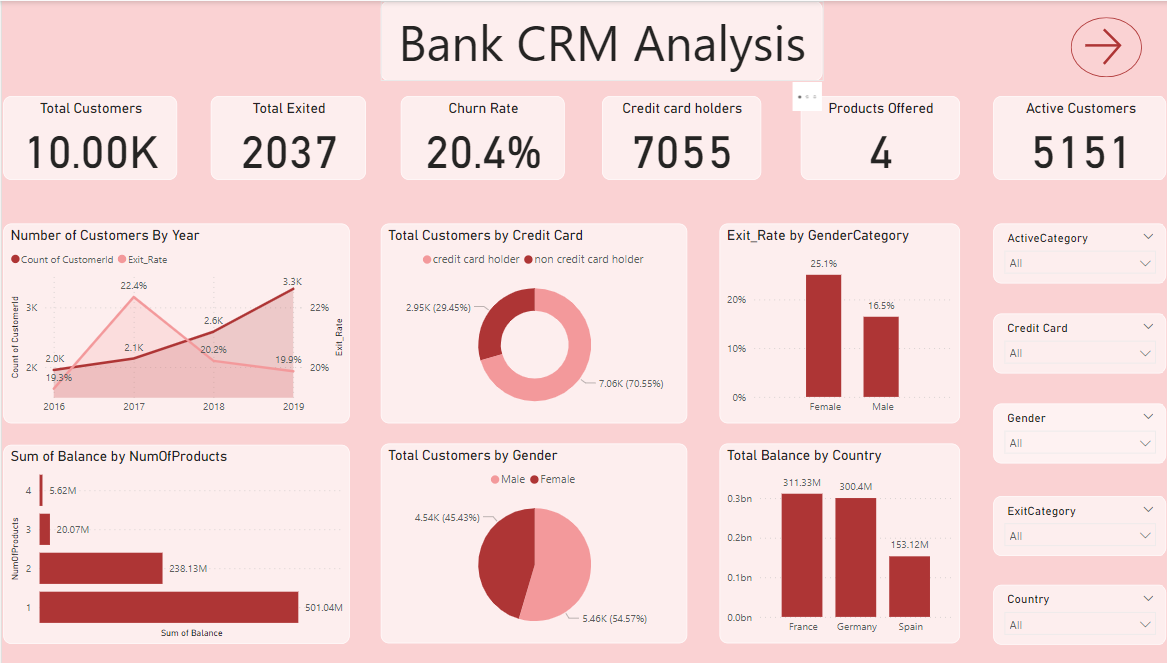 Bank CRM Analysis
Total Customers
10.00K
Total Exited
2037
Churn Rate
20.4%
Credit card holders
7055
Products Offered
4
Active Customers
5151
Number of Customers By Year
Count of CustomerId Exit_Rate
Count of CustomerId
3K
2K
2.0K
19.3%
22.4%
2.1K
2.6K
20.2%
3.3K
19.9%
22%
20%
Exit_Rate
2016 2017 2018 2019
Total Customers by Credit Card
credit card holder non credit card holder
2.95K (29.45%)
7.06K (70.55%)
Exit_Rate by GenderCategory
20%
10%
0%
25.1%
16.5%
Female Male
ActiveCategory
All
Credit Card
All
Gender
All
ExitCategory
All
Country
All
Sum of Balance by NumOfProducts
NumOfProducts
4 5.62M
3 20.07M
2 238.13M
1 501.04M
Sum of Balance
Total Customers by Gender
Male Female
4.54K (45.43%)
5.46K (54.57%)
Total Balance by Country
0.3bn
0.2bn
0.1bn
0.0bn
311.33M
300.4M
153.12M
France Germany Spain